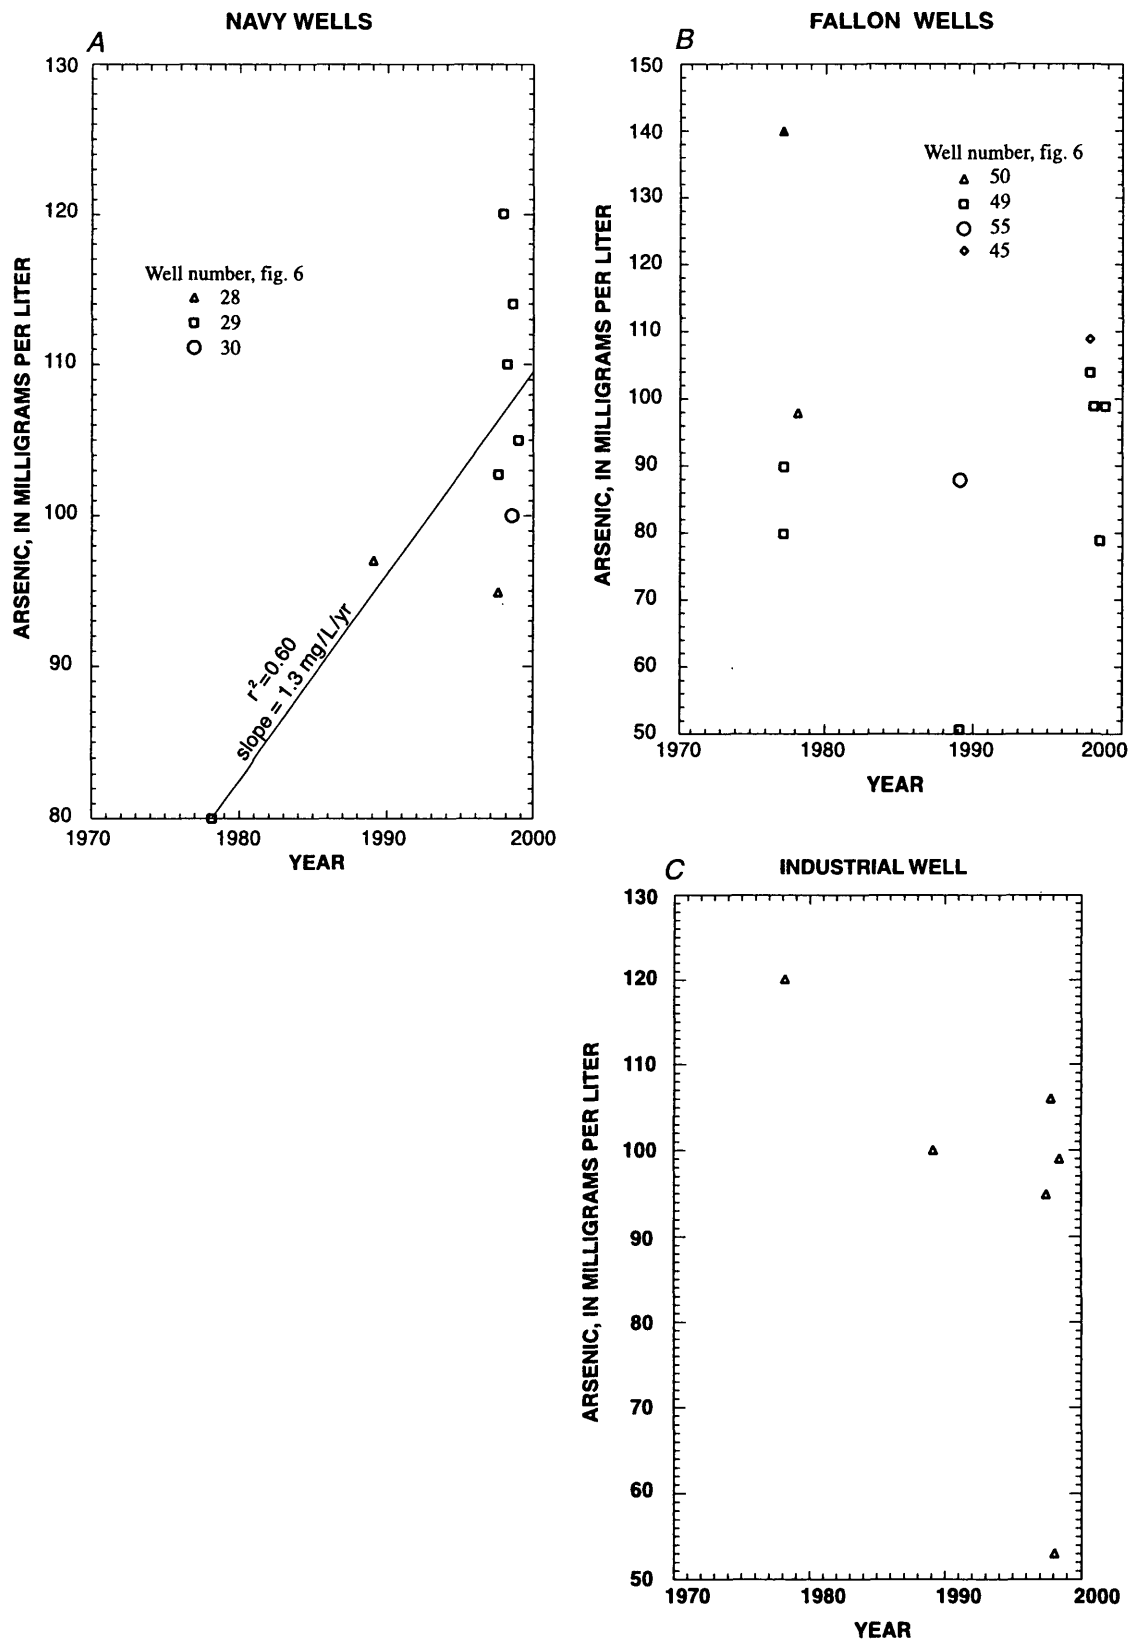 NAVY WELLS
A
130
120
110
100
90
80
1970
1980
1990
2000
YEAR
ARSENIC, IN MILLIGRAMS PER LITER
Well number, fig. 6
28
29
30
r²=0.60
slope = 1.3 mg/L/yr
FALLON WELLS
B
150
140
130
120
110
100
90
80
70
60
50
1970
1980
1990
2000
YEAR
ARSENIC, IN MILLIGRAMS PER LITER
Well number, fig. 6
50
49
55
45
C
INDUSTRIAL WELL
130
120
110
100
90
80
70
60
50
1970
1980
1990
2000
YEAR
ARSENIC, IN MILLIGRAMS PER LITER